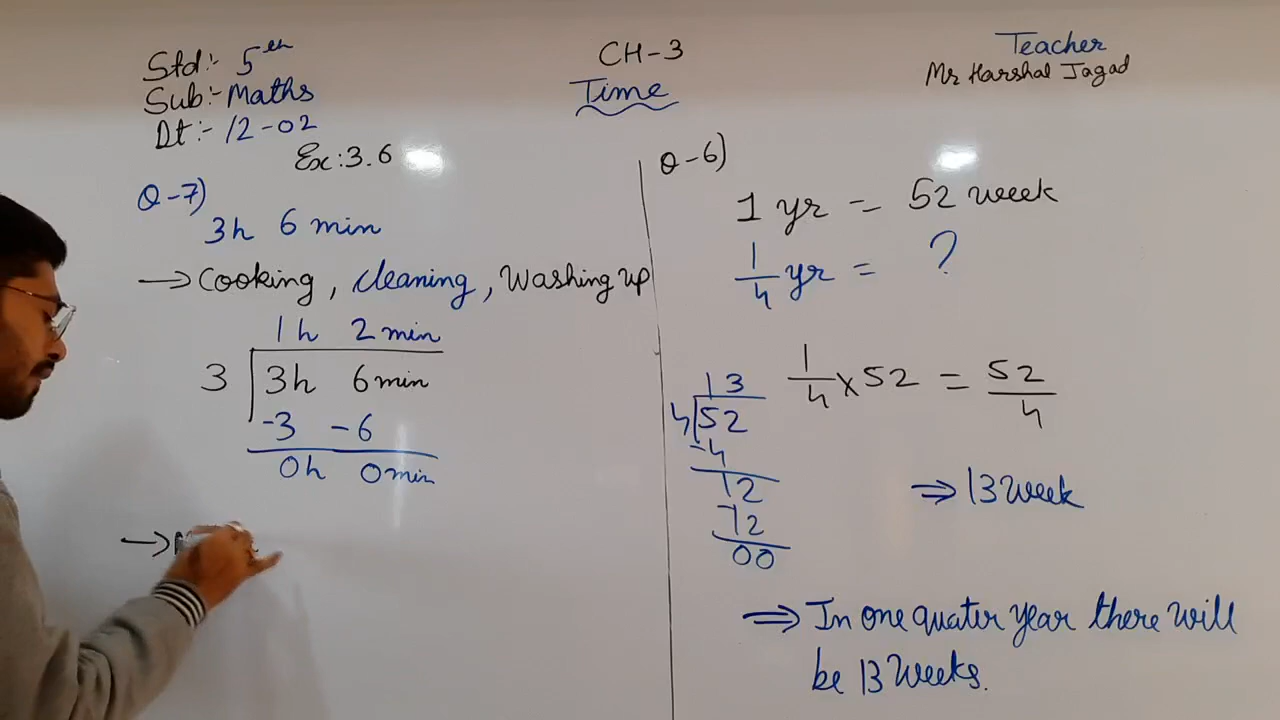 Std:- 5th
Sub:- Maths
Dt:- 12-02
CH-3
Time
Teacher
Mr Harshal Jagad
Ex:3.6
Q-7)
3h 6 min
→ Cooking, cleaning, Washing up
1h 2 min
3 3h 6min
-3 -6
0h 0min
→
Q-6)
1 yr = 52 week
1/4 yr = ?
1/4 × 52 = 52/4
13
4 52
-4
12
12
00
⇒ 13 Week
⇒ In one quater year there will
be 13 Weeks.